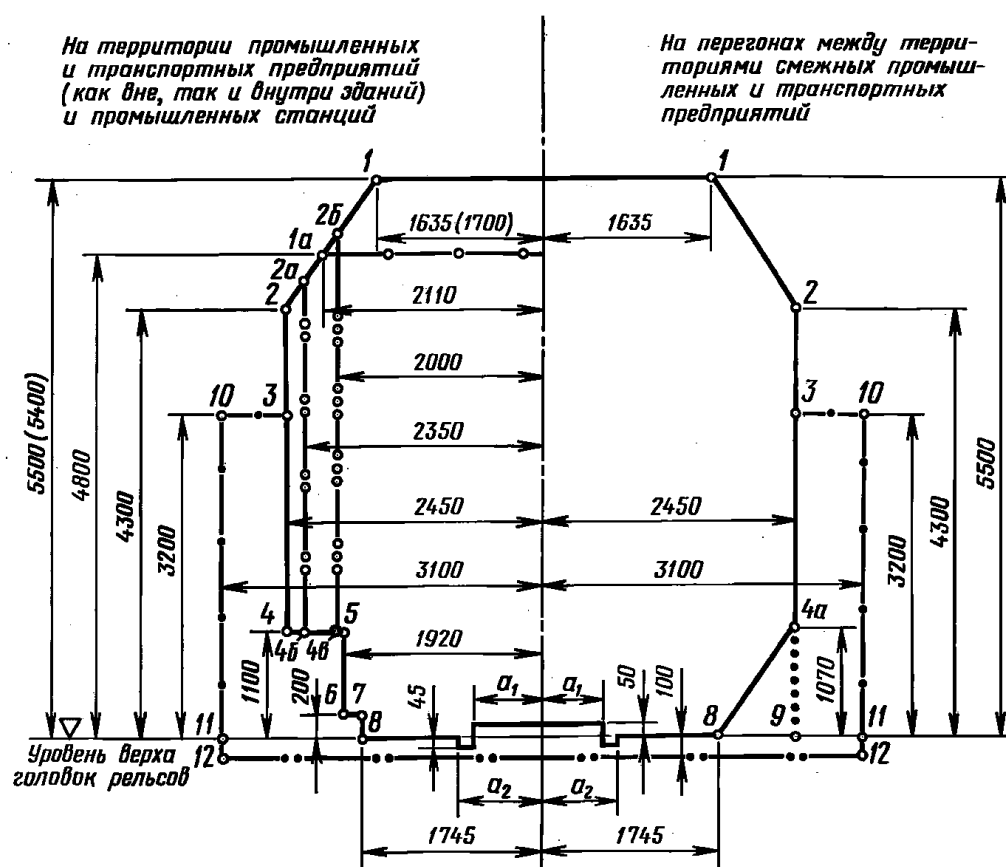 На территории промышленных
и транспортных предприятий
(как вне, так и внутри зданий)
и промышленных станций
На перегонах между терри-
ториями смежных промыш-
ленных и транспортных
предприятий
1
1
2б
1635(1700)
1635
1а
2а
2110
2
2
2000
10
3
3
10
2350
5500(5400)
4800
4300
3200
2450
2450
5500
4300
3200
3100
3100
4
4б
4в
5
4а
1920
1100
200
6
7
45
a₁
a₁
50
100
1070
11
8
8
9
11
Уровень верха
головок рельсов
12
12
a₂
a₂
1745
1745